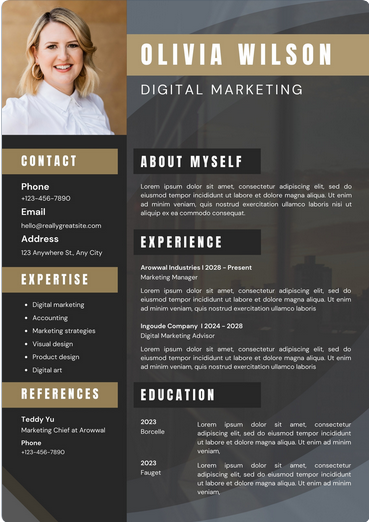 OLIVIA WILSON
DIGITAL MARKETING
CONTACT
Phone
+123-456-7890
Email
hello@reallygreatsite.com
Address
123 Anywhere St., Any City
EXPERTISE
• Digital marketing
• Accounting
• Marketing strategies
• Visual design
• Product design
• Digital art
REFERENCES
Teddy Yu
Marketing Chief at Arowwal
Phone
+123-456-7890
ABOUT MYSELF
Lorem ipsum dolor sit amet, consectetur adipiscing elit, sed do
eiusmod tempor incididunt ut labore et dolore magna aliqua. Ut enim
ad minim veniam, quis nostrud exercitation ullamco laboris nisi ut
aliquip ex ea commodo consequat.
EXPERIENCE
Arowwal Industries I 2028 - Present
Marketing Manager
Lorem ipsum dolor sit amet, consectetur adipiscing elit, sed do
eiusmod tempor incididunt ut labore et dolore magna aliqua. Ut enim
ad minim veniam, quis nostrud exercitation ullamco laboris
Ingoude Company I 2024 - 2028
Digital Marketing Advisor
Lorem ipsum dolor sit amet, consectetur adipiscing elit, sed do
eiusmod tempor incididunt ut labore et dolore magna aliqua. Ut enim
ad minim veniam, quis nostrud exercitation ullamco laboris
EDUCATION
2023
Borcelle
Lorem ipsum dolor sit amet, consectetur
adipiscing elit, sed do eiusmod tempor incididunt
ut labore et dolore magna aliqua. Ut enim ad minim
veniam,
2023
Fauget
Lorem ipsum dolor sit amet, consectetur
adipiscing elit, sed do eiusmod tempor incididunt
ut labore et dolore magna aliqua. Ut enim ad minim
veniam,